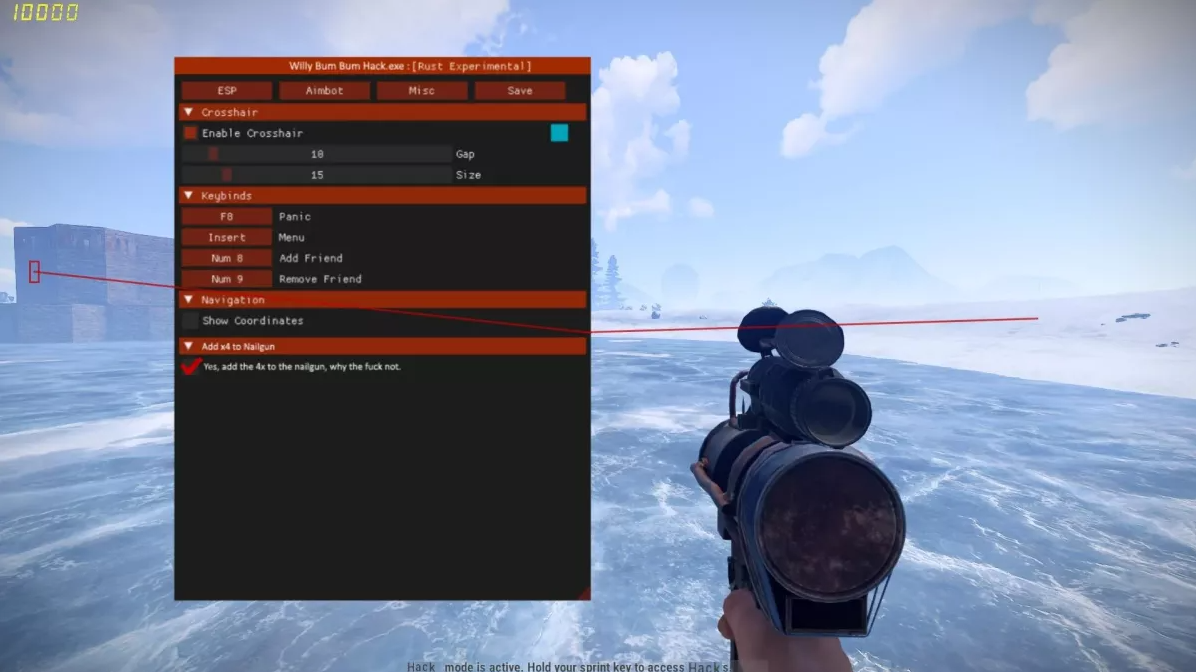 10000
Willy Bum Bum Hack.exe :[Rust Experimental]
ESP Aimbot Misc Save
Crosshair
Enable Crosshair
10 Gap
15 Size
Keybinds
F8 Panic
Insert Menu
Num 8 Add Friend
Num 9 Remove Friend
Navigation
Show Coordinates
Add x4 to Nailgun
Yes, add the 4x to the nailgun, why the fuck not.
Hack mode is active. Hold your sprint key to access Hacks